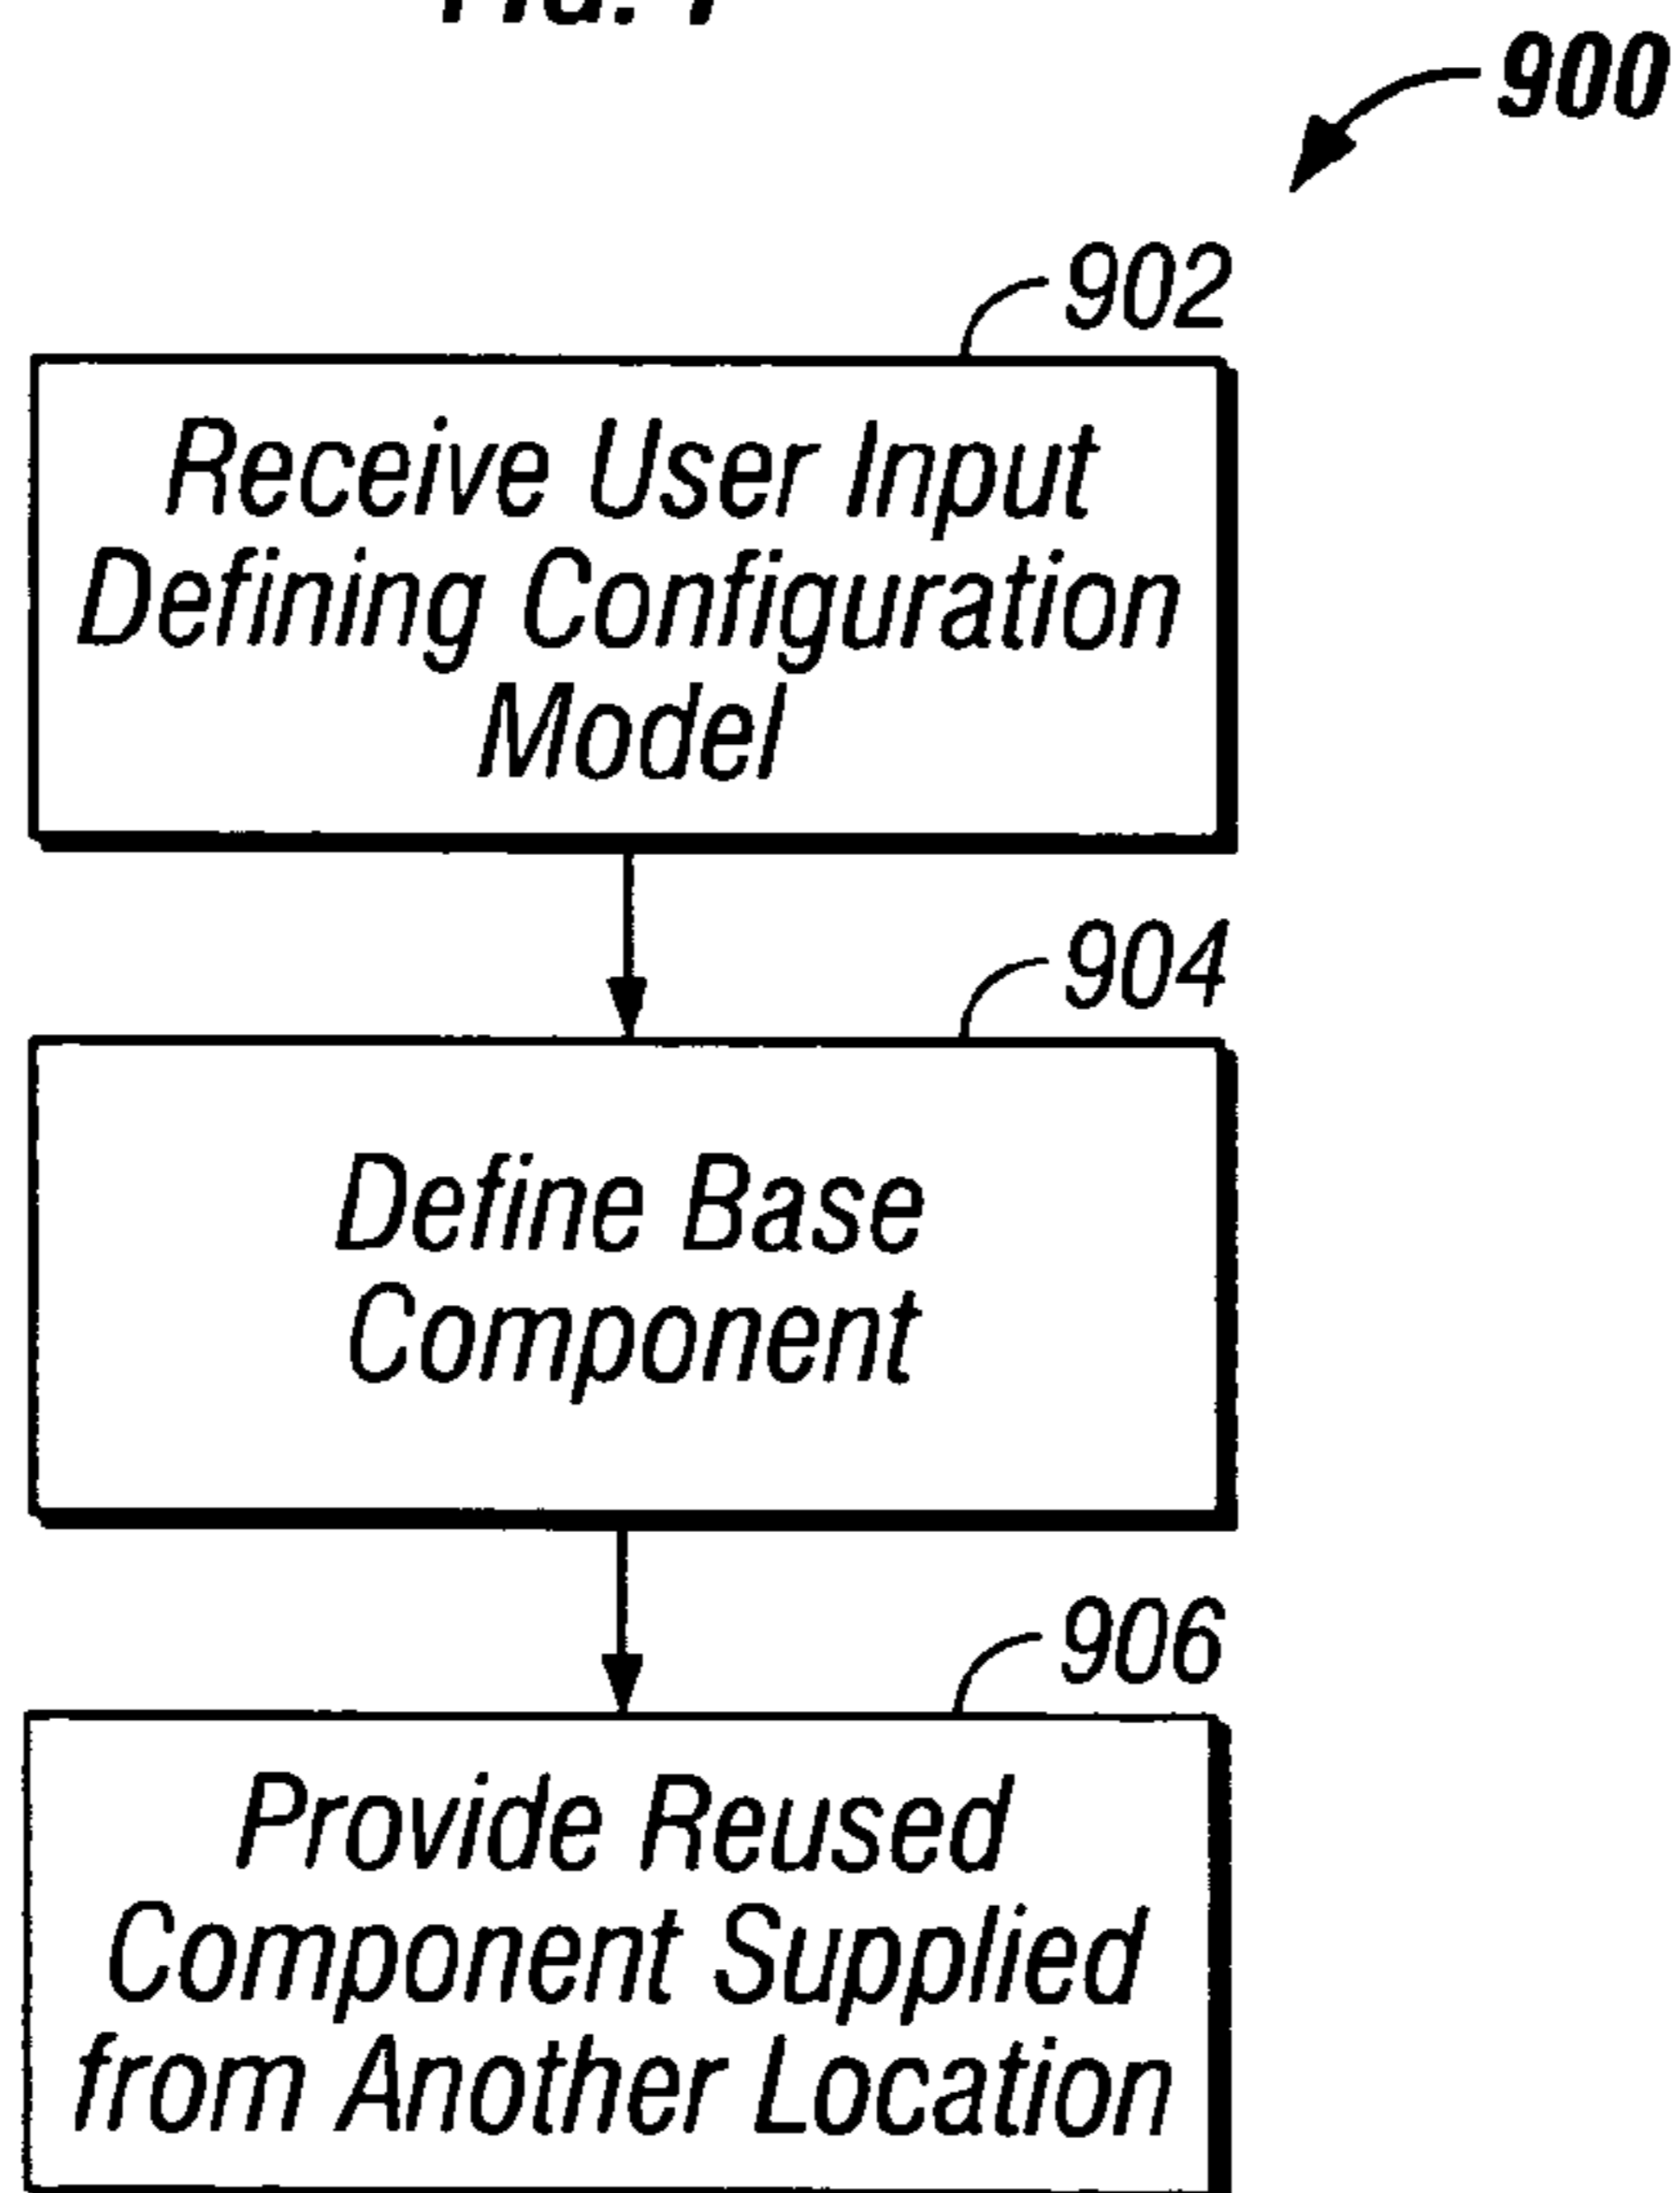 900
902
Receive User Input
Defining Configuration
Model
904
Define Base
Component
906
Provide Reused
Component Supplied
from Another Location